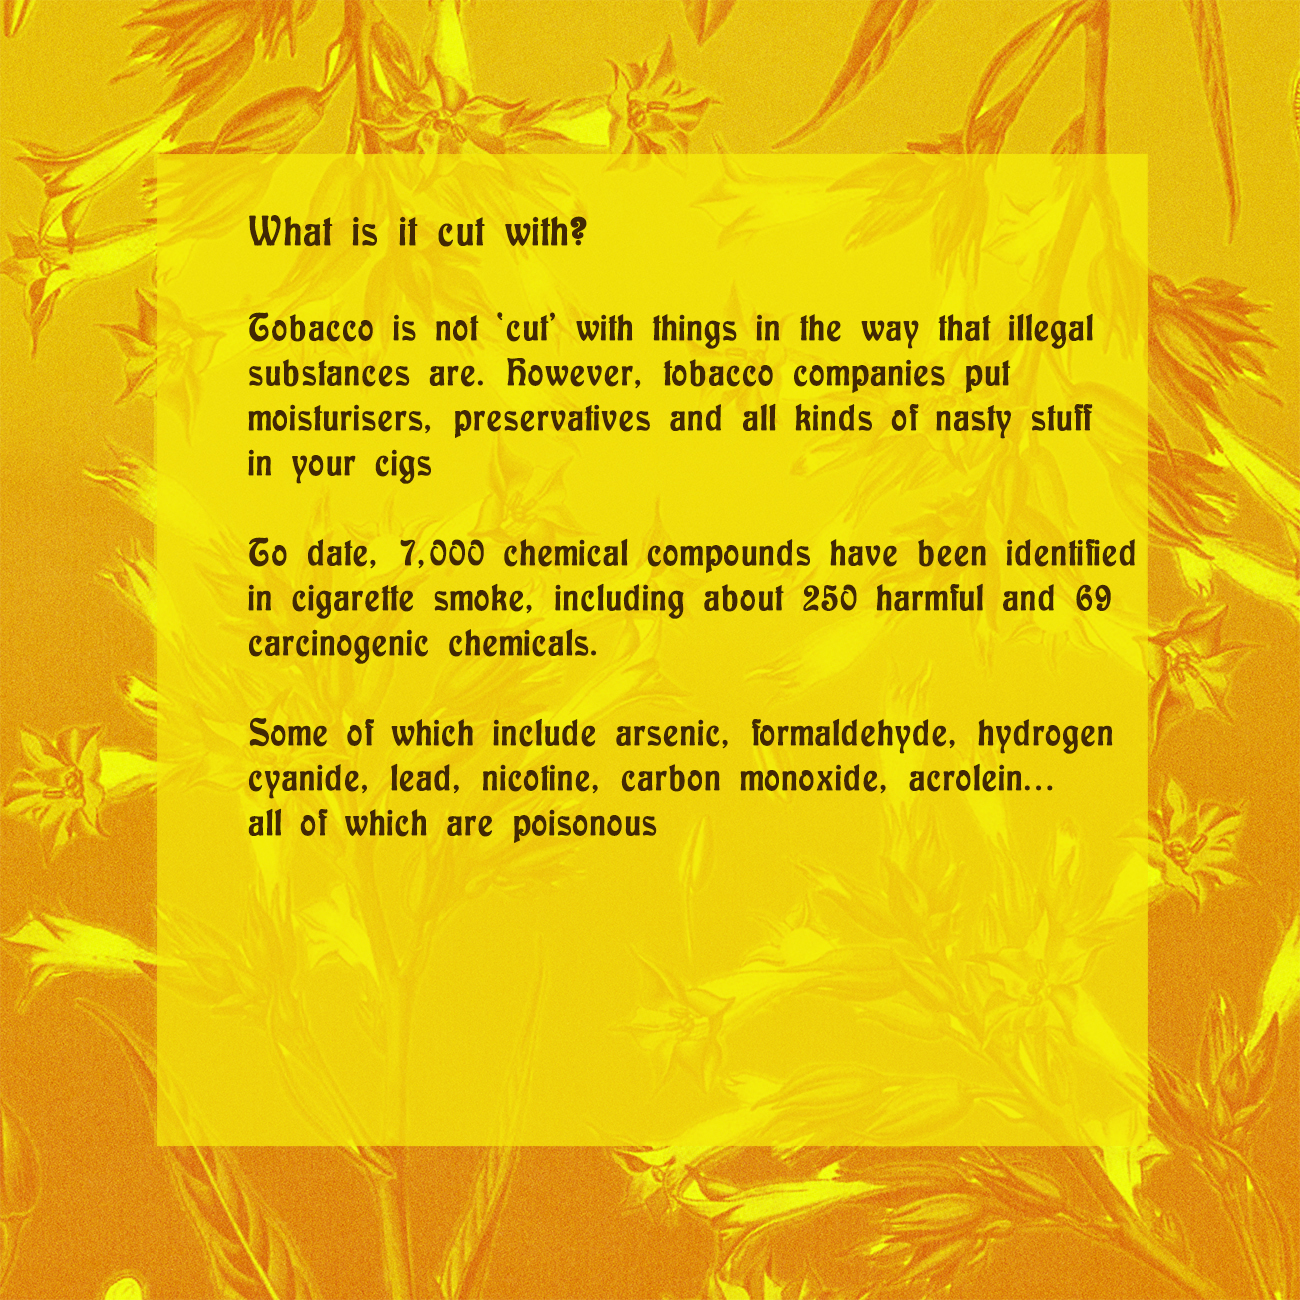 What is it cut with?
Tobacco is not ‘cut’ with things in the way that illegal
substances are. However, tobacco companies put
moisturisers, preservatives and all kinds of nasty stuff
in your cigs
To date, 7,000 chemical compounds have been identified
in cigarette smoke, including about 250 harmful and 69
carcinogenic chemicals.
Some of which include arsenic, formaldehyde, hydrogen
cyanide, lead, nicotine, carbon monoxide, acrolein...
all of which are poisonous